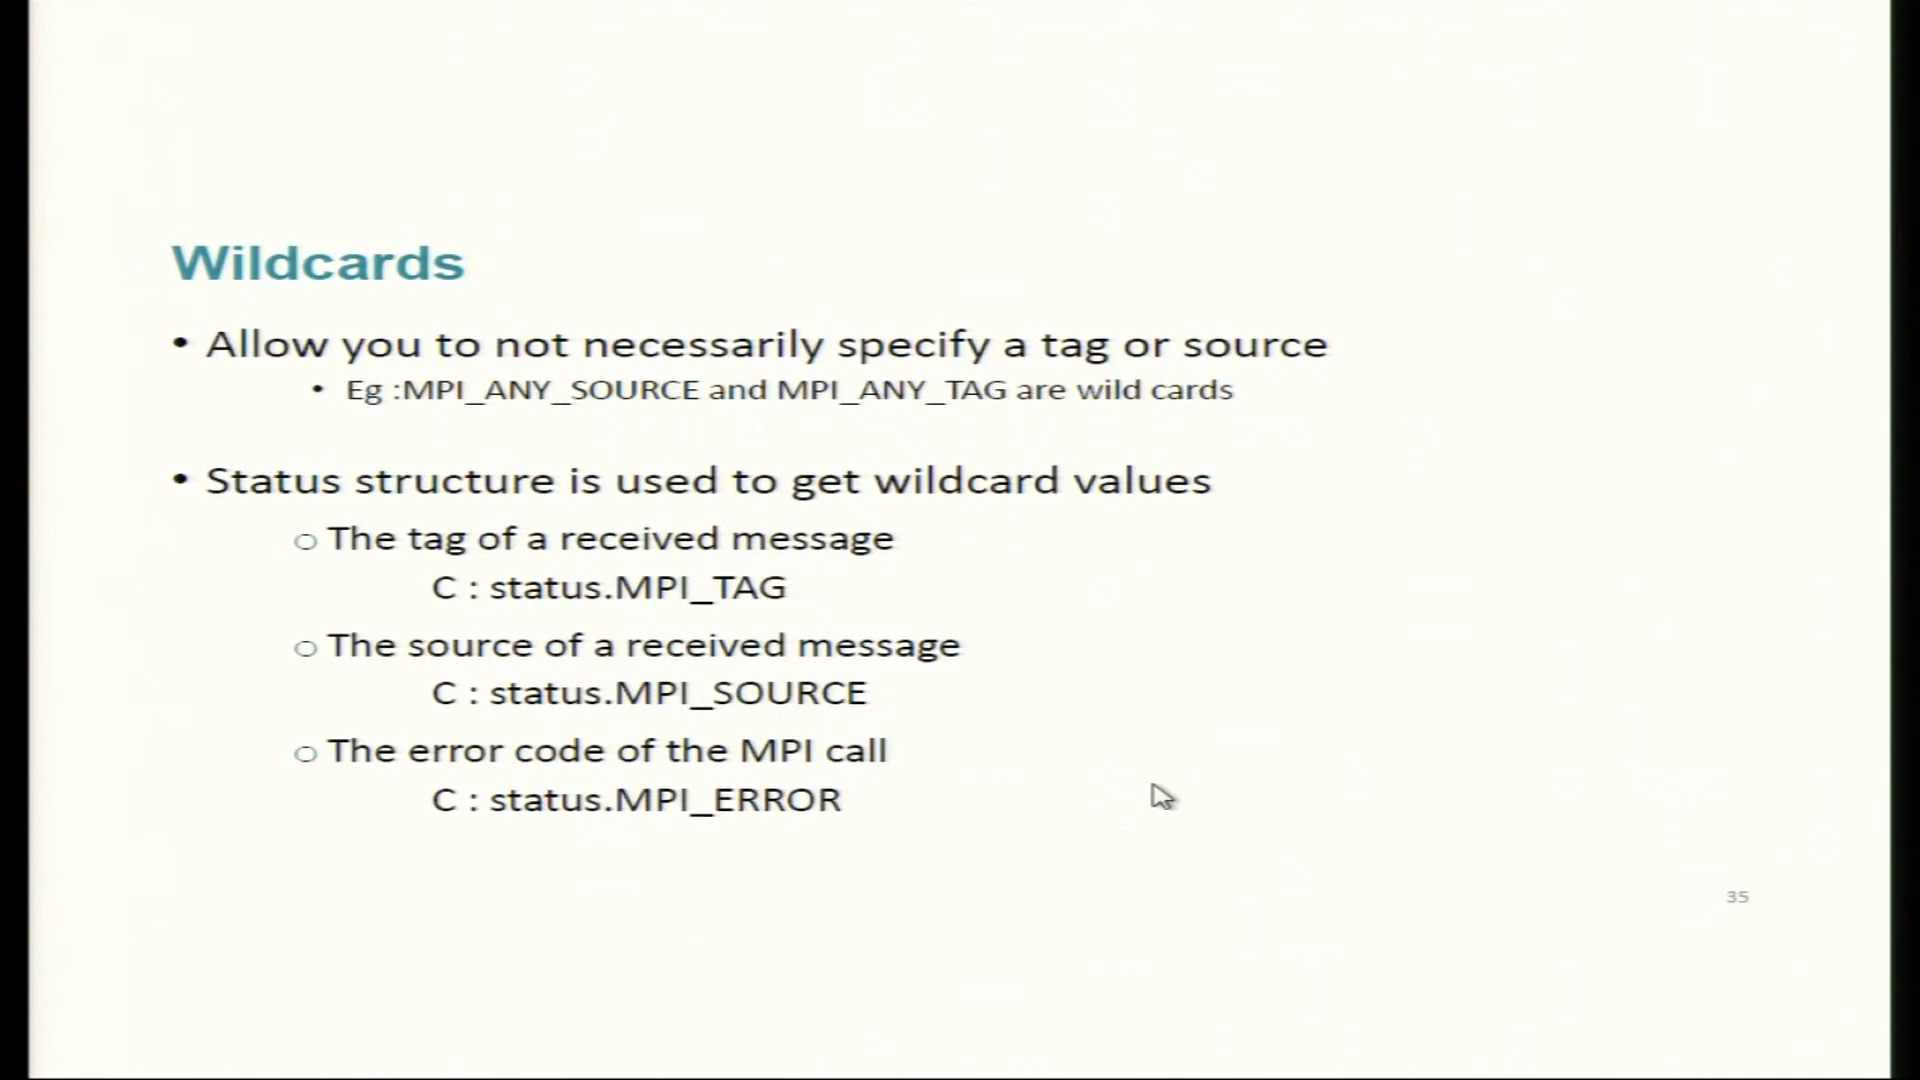 Wildcards
• Allow you to not necessarily specify a tag or source
• Eg :MPI_ANY_SOURCE and MPI_ANY_TAG are wild cards
• Status structure is used to get wildcard values
○ The tag of a received message
C : status.MPI_TAG
○ The source of a received message
C : status.MPI_SOURCE
○ The error code of the MPI call
C : status.MPI_ERROR
35